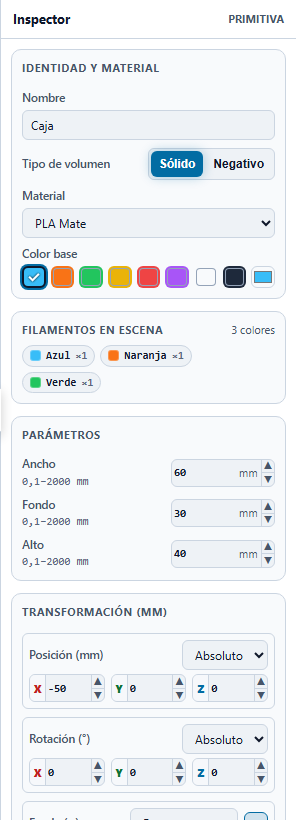 Inspector PRIMITIVA
IDENTIDAD Y MATERIAL
Nombre
Caja
Tipo de volumen Sólido Negativo
Material
PLA Mate
Color base
FILAMENTOS EN ESCENA 3 colores
Azul ×1 Naranja ×1
Verde ×1
PARÁMETROS
Ancho
0,1–2000 mm 60 mm
Fondo
0,1–2000 mm 30 mm
Alto
0,1–2000 mm 40 mm
TRANSFORMACIÓN (MM)
Posición (mm) Absoluto
X -50 Y 0 Z 0
Rotación (°) Absoluto
X 0 Y 0 Z 0